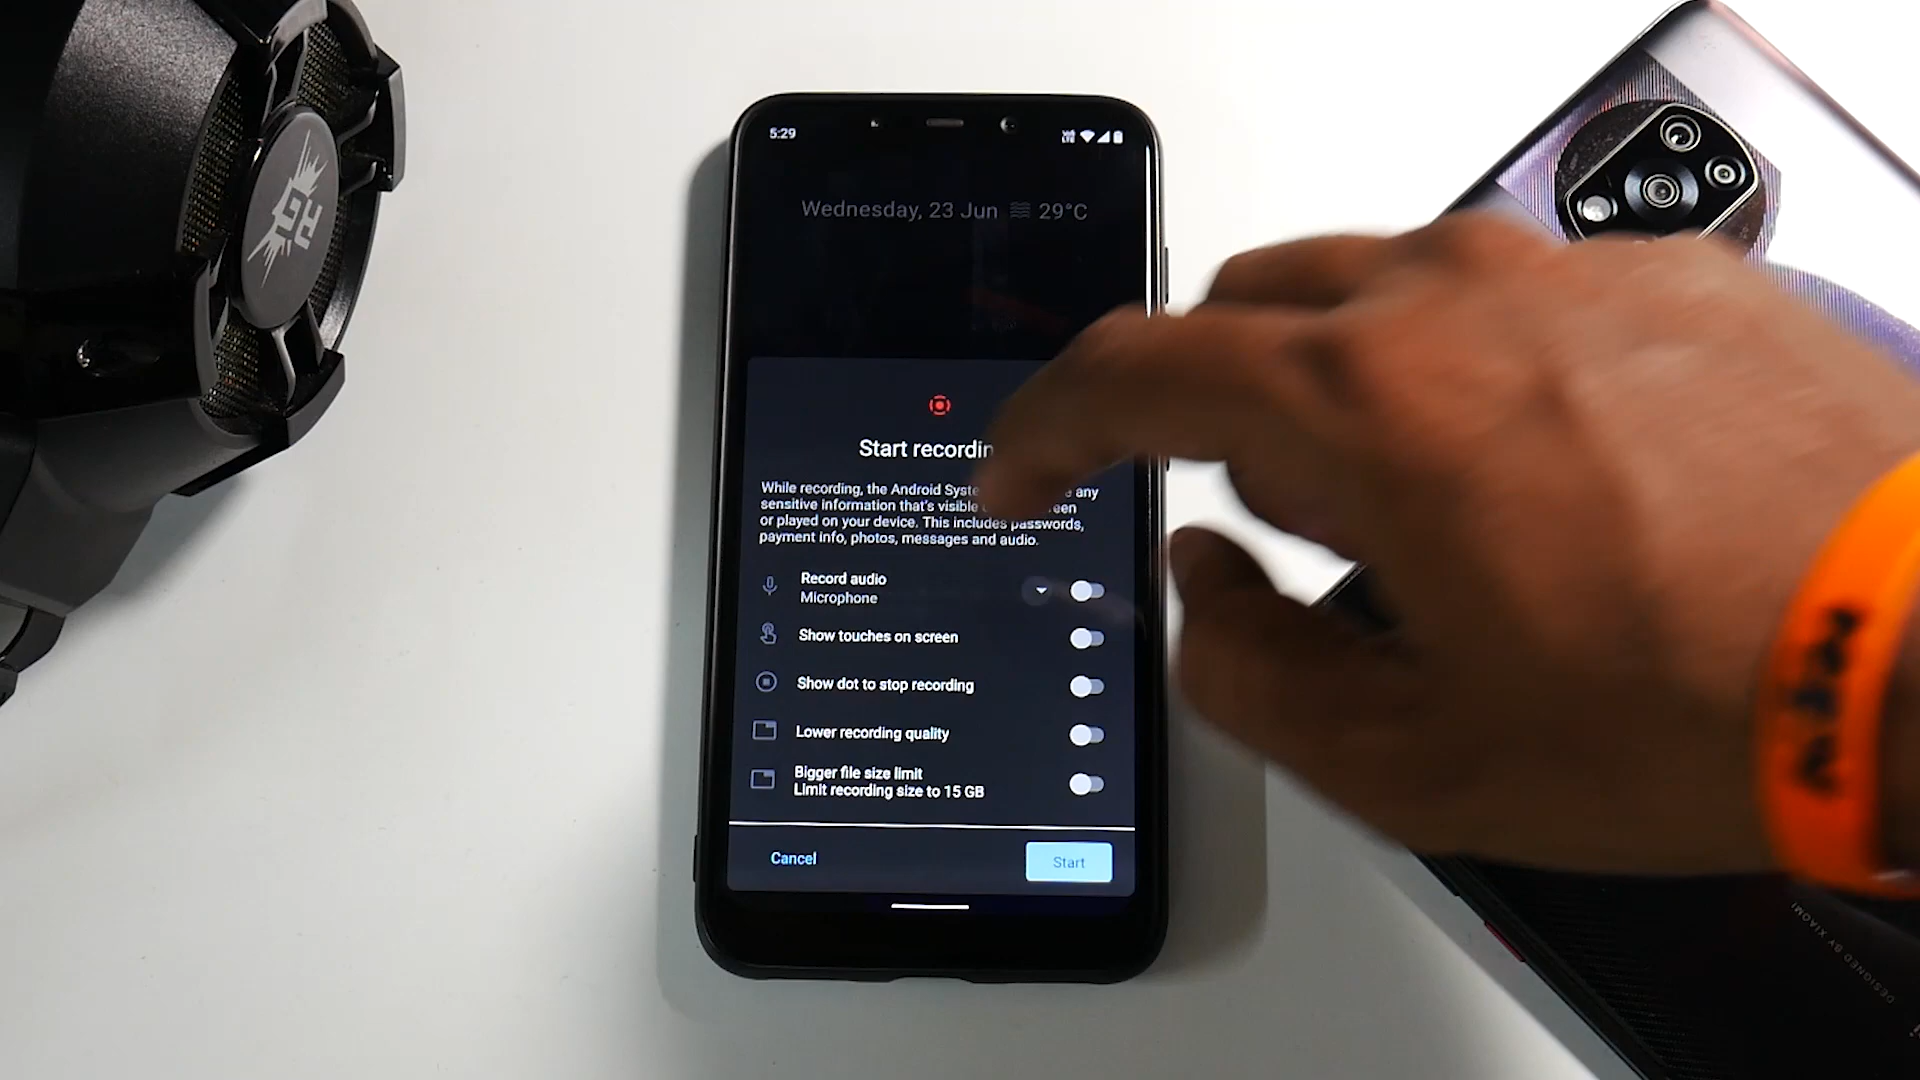 5:29
Wednesday, 23 Jun 29°C
Start recordin
While recording, the Android Syste any
sensitive information that's visible een
or played on your device. This includes passwords,
payment info, photos, messages and audio.
Record audio
Microphone
Show touches on screen
Show dot to stop recording
Lower recording quality
Bigger file size limit
Limit recording size to 15 GB
Cancel
Start
DESIGNED BY XIAOMI